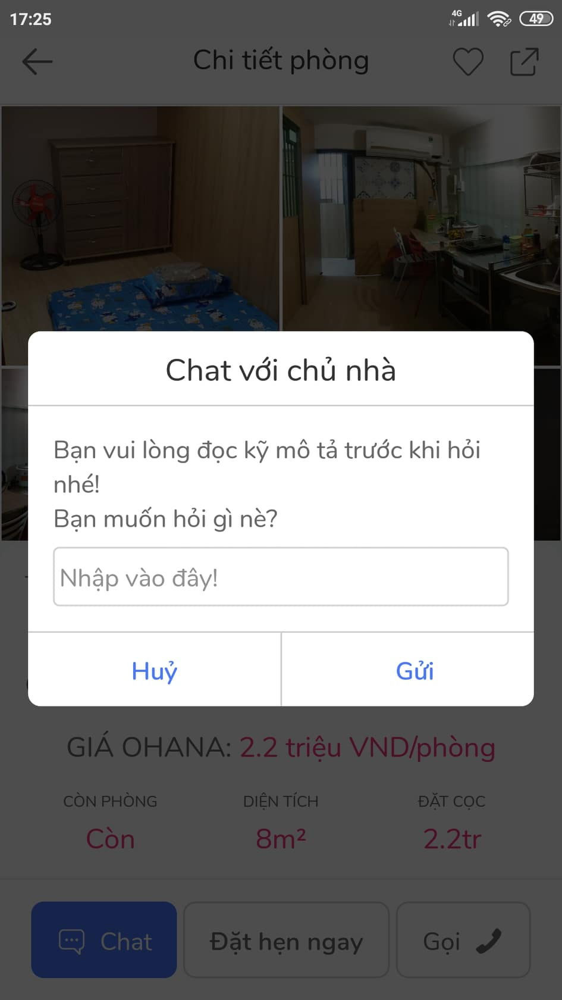 17:25
4G
49
Chi tiết phòng
Chat với chủ nhà
Bạn vui lòng đọc kỹ mô tả trước khi hỏi
nhé!
Bạn muốn hỏi gì nè?
Nhập vào đây!
Huỷ
Gửi
GIÁ OHANA: 2.2 triệu VND/phòng
CÒN PHÒNG
DIỆN TÍCH
ĐẶT CỌC
Còn
8m²
2.2tr
Chat
Đặt hẹn ngay
Gọi